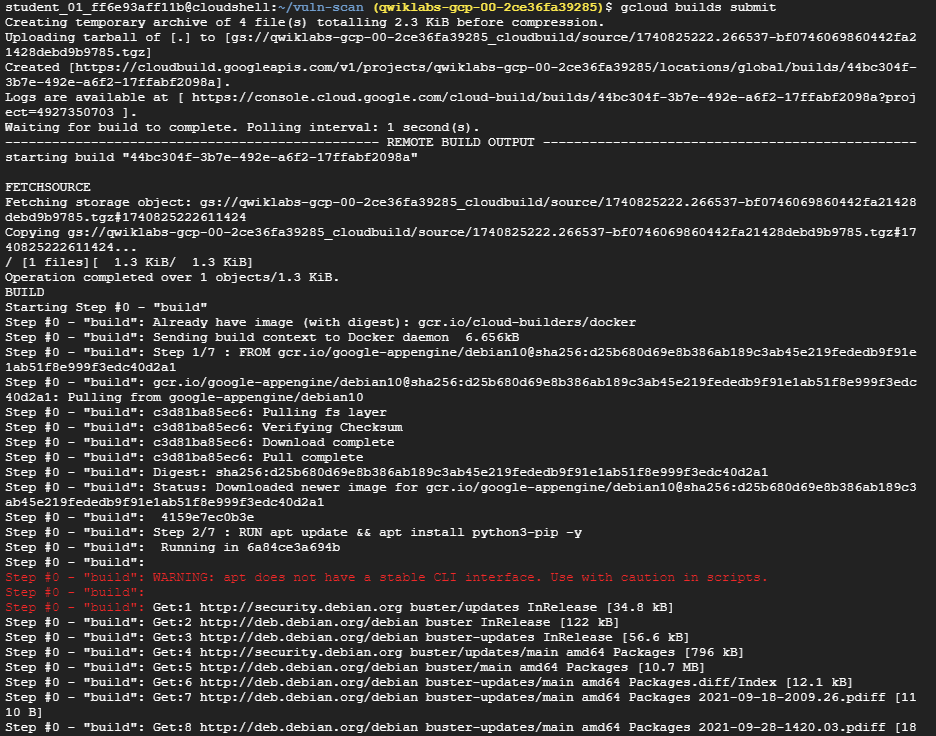 student_01_ff6e93aff11b@cloudshell:~/vuln-scan (qwiklabs-gcp-00-2ce36fa39285)$ gcloud builds submit
Creating temporary archive of 4 file(s) totalling 2.3 KiB before compression.
Uploading tarball of [.] to [gs://qwiklabs-gcp-00-2ce36fa39285_cloudbuild/source/1740825222.266537-bf0746069860442fa2
1428debd9b9785.tgz]
Created [https://cloudbuild.googleapis.com/v1/projects/qwiklabs-gcp-00-2ce36fa39285/locations/global/builds/44bc304f-
3b7e-492e-a6f2-17ffabf2098a].
Logs are available at [ https://console.cloud.google.com/cloud-build/builds/44bc304f-3b7e-492e-a6f2-17ffabf2098a?proj
ect=4927350703 ].
Waiting for build to complete. Polling interval: 1 second(s).
------------------------------------------------ REMOTE BUILD OUTPUT ------------------------------------------------
starting build "44bc304f-3b7e-492e-a6f2-17ffabf2098a"
FETCHSOURCE
Fetching storage object: gs://qwiklabs-gcp-00-2ce36fa39285_cloudbuild/source/1740825222.266537-bf0746069860442fa21428
debd9b9785.tgz#1740825222611424
Copying gs://qwiklabs-gcp-00-2ce36fa39285_cloudbuild/source/1740825222.266537-bf0746069860442fa21428debd9b9785.tgz#17
40825222611424...
/ [1 files][  1.3 KiB/  1.3 KiB]
Operation completed over 1 objects/1.3 KiB.
BUILD
Starting Step #0 - "build"
Step #0 - "build": Already have image (with digest): gcr.io/cloud-builders/docker
Step #0 - "build": Sending build context to Docker daemon  6.656kB
Step #0 - "build": Step 1/7 : FROM gcr.io/google-appengine/debian10@sha256:d25b680d69e8b386ab189c3ab45e219fededb9f91e
1ab51f8e999f3edc40d2a1
Step #0 - "build": gcr.io/google-appengine/debian10@sha256:d25b680d69e8b386ab189c3ab45e219fededb9f91e1ab51f8e999f3edc
40d2a1: Pulling from google-appengine/debian10
Step #0 - "build": c3d81ba85ec6: Pulling fs layer
Step #0 - "build": c3d81ba85ec6: Verifying Checksum
Step #0 - "build": c3d81ba85ec6: Download complete
Step #0 - "build": c3d81ba85ec6: Pull complete
Step #0 - "build": Digest: sha256:d25b680d69e8b386ab189c3ab45e219fededb9f91e1ab51f8e999f3edc40d2a1
Step #0 - "build": Status: Downloaded newer image for gcr.io/google-appengine/debian10@sha256:d25b680d69e8b386ab189c3
ab45e219fededb9f91e1ab51f8e999f3edc40d2a1
Step #0 - "build":  4159e7ec0b3e
Step #0 - "build": Step 2/7 : RUN apt update && apt install python3-pip -y
Step #0 - "build":  Running in 6a84ce3a694b
Step #0 - "build":
Step #0 - "build": WARNING: apt does not have a stable CLI interface. Use with caution in scripts.
Step #0 - "build":
Step #0 - "build": Get:1 http://security.debian.org buster/updates InRelease [34.8 kB]
Step #0 - "build": Get:2 http://deb.debian.org/debian buster InRelease [122 kB]
Step #0 - "build": Get:3 http://deb.debian.org/debian buster-updates InRelease [56.6 kB]
Step #0 - "build": Get:4 http://security.debian.org buster/updates/main amd64 Packages [796 kB]
Step #0 - "build": Get:5 http://deb.debian.org/debian buster/main amd64 Packages [10.7 MB]
Step #0 - "build": Get:6 http://deb.debian.org/debian buster-updates/main amd64 Packages.diff/Index [12.1 kB]
Step #0 - "build": Get:7 http://deb.debian.org/debian buster-updates/main amd64 Packages 2021-09-18-2009.26.pdiff [11
10 B]
Step #0 - "build": Get:8 http://deb.debian.org/debian buster-updates/main amd64 Packages 2021-09-28-1420.03.pdiff [18